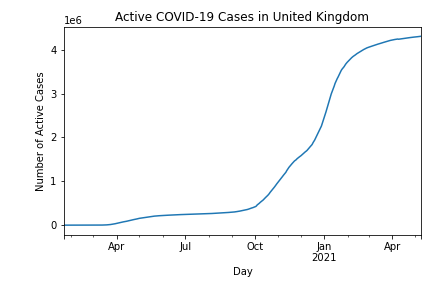 Active COVID-19 Cases in United Kingdom
1e6
Number of Active Cases
4
3
2
1
0
Apr Jul Oct Jan Apr
2021
Day